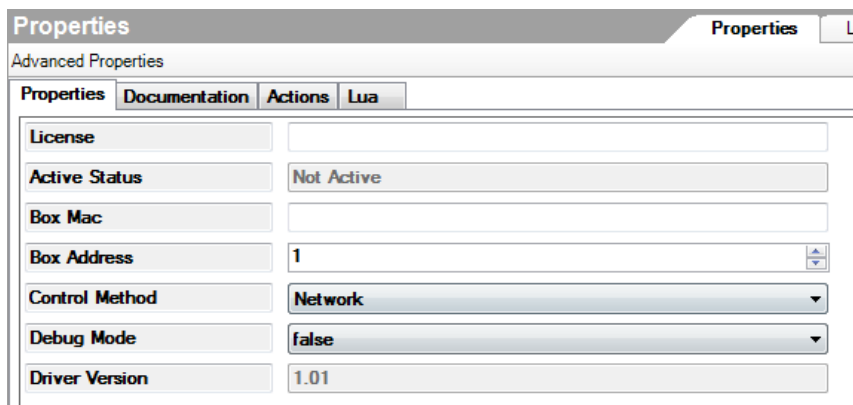 Properties
Properties L
Advanced Properties
Properties Documentation Actions Lua
License
Active Status Not Active
Box Mac
Box Address 1
Control Method Network
Debug Mode false
Driver Version 1.01